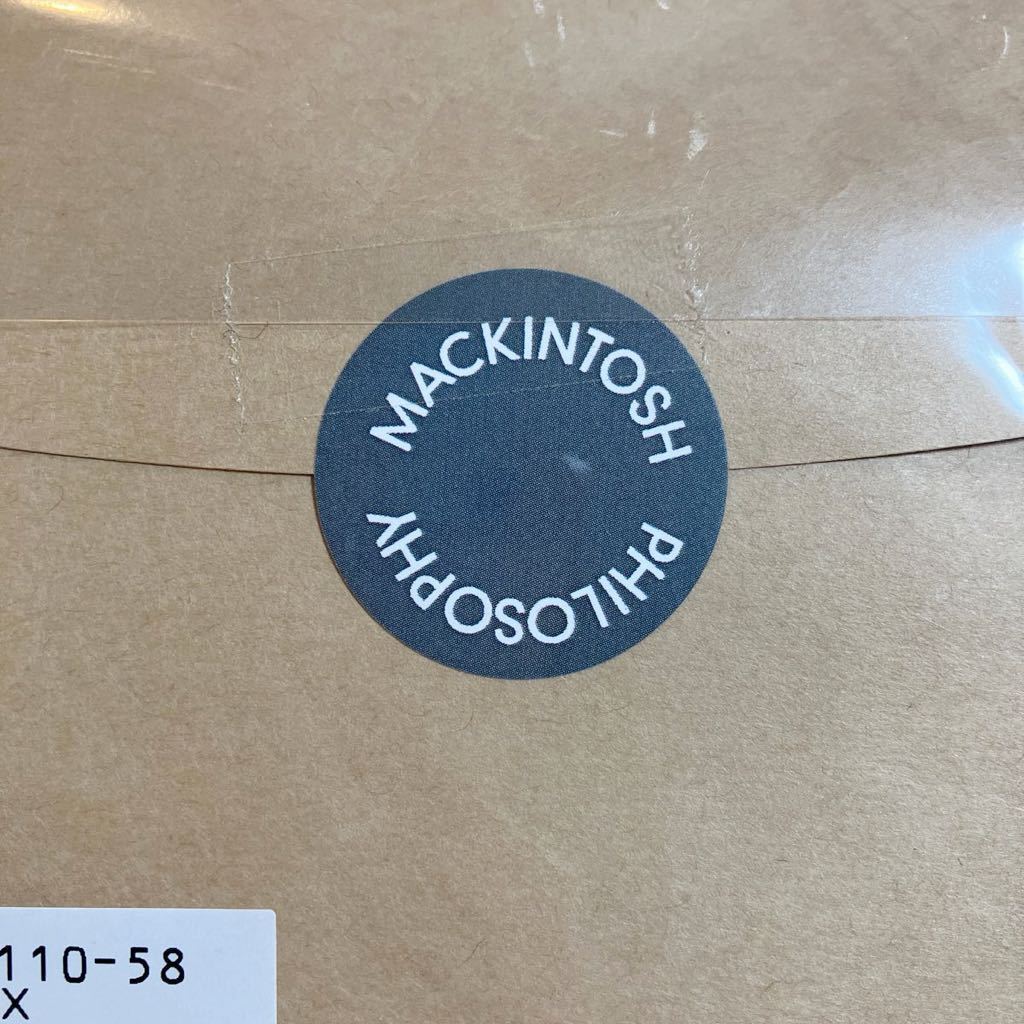 MACKINTOSH
PHILOSOPHY
110-58
X